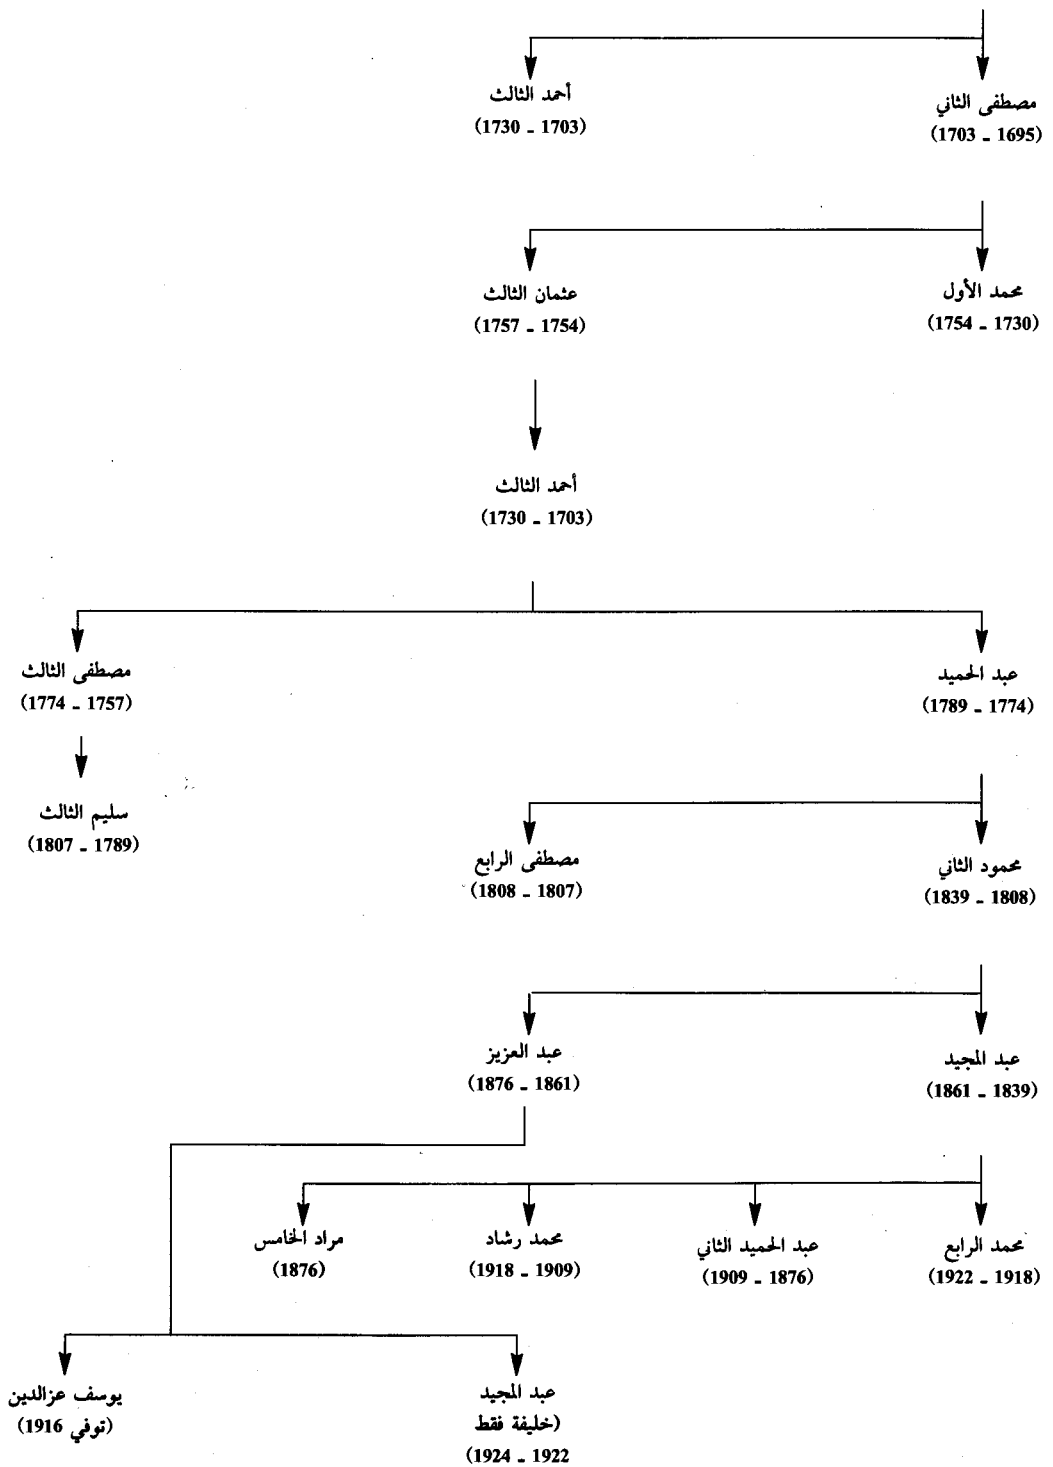 مصطفى الثاني
(1695 - 1703)
أحمد الثالث
(1703 - 1730)
محمد الأول
(1730 - 1754)
عثمان الثالث
(1754 - 1757)
أحمد الثالث
(1703 - 1730)
عبد الحميد
(1774 - 1789)
مصطفى الثالث
(1757 - 1774)
سليم الثالث
(1789 - 1807)
محمود الثاني
(1808 - 1839)
مصطفى الرابع
(1807 - 1808)
عبد المجيد
(1839 - 1861)
عبد العزيز
(1861 - 1876)
محمد الرابع
(1918 - 1922)
عبد الحميد الثاني
(1876 - 1909)
محمد رشاد
(1909 - 1918)
مراد الخامس
(1876)
عبد المجيد
(خليفة فقط
1922 - 1924)
يوسف عزالدين
(توفي 1916)